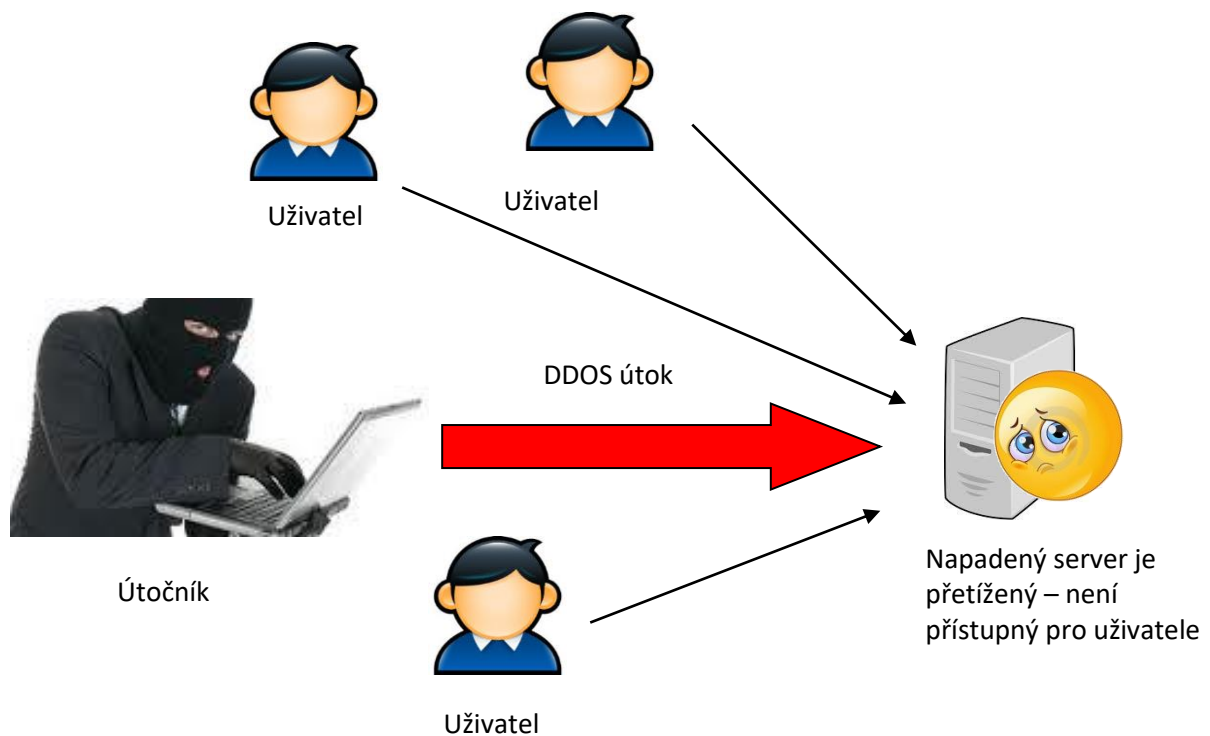 Uživatel
Uživatel
DDOS útok
Útočník
Napadený server je
přetížený – není
přístupný pro uživatele
Uživatel